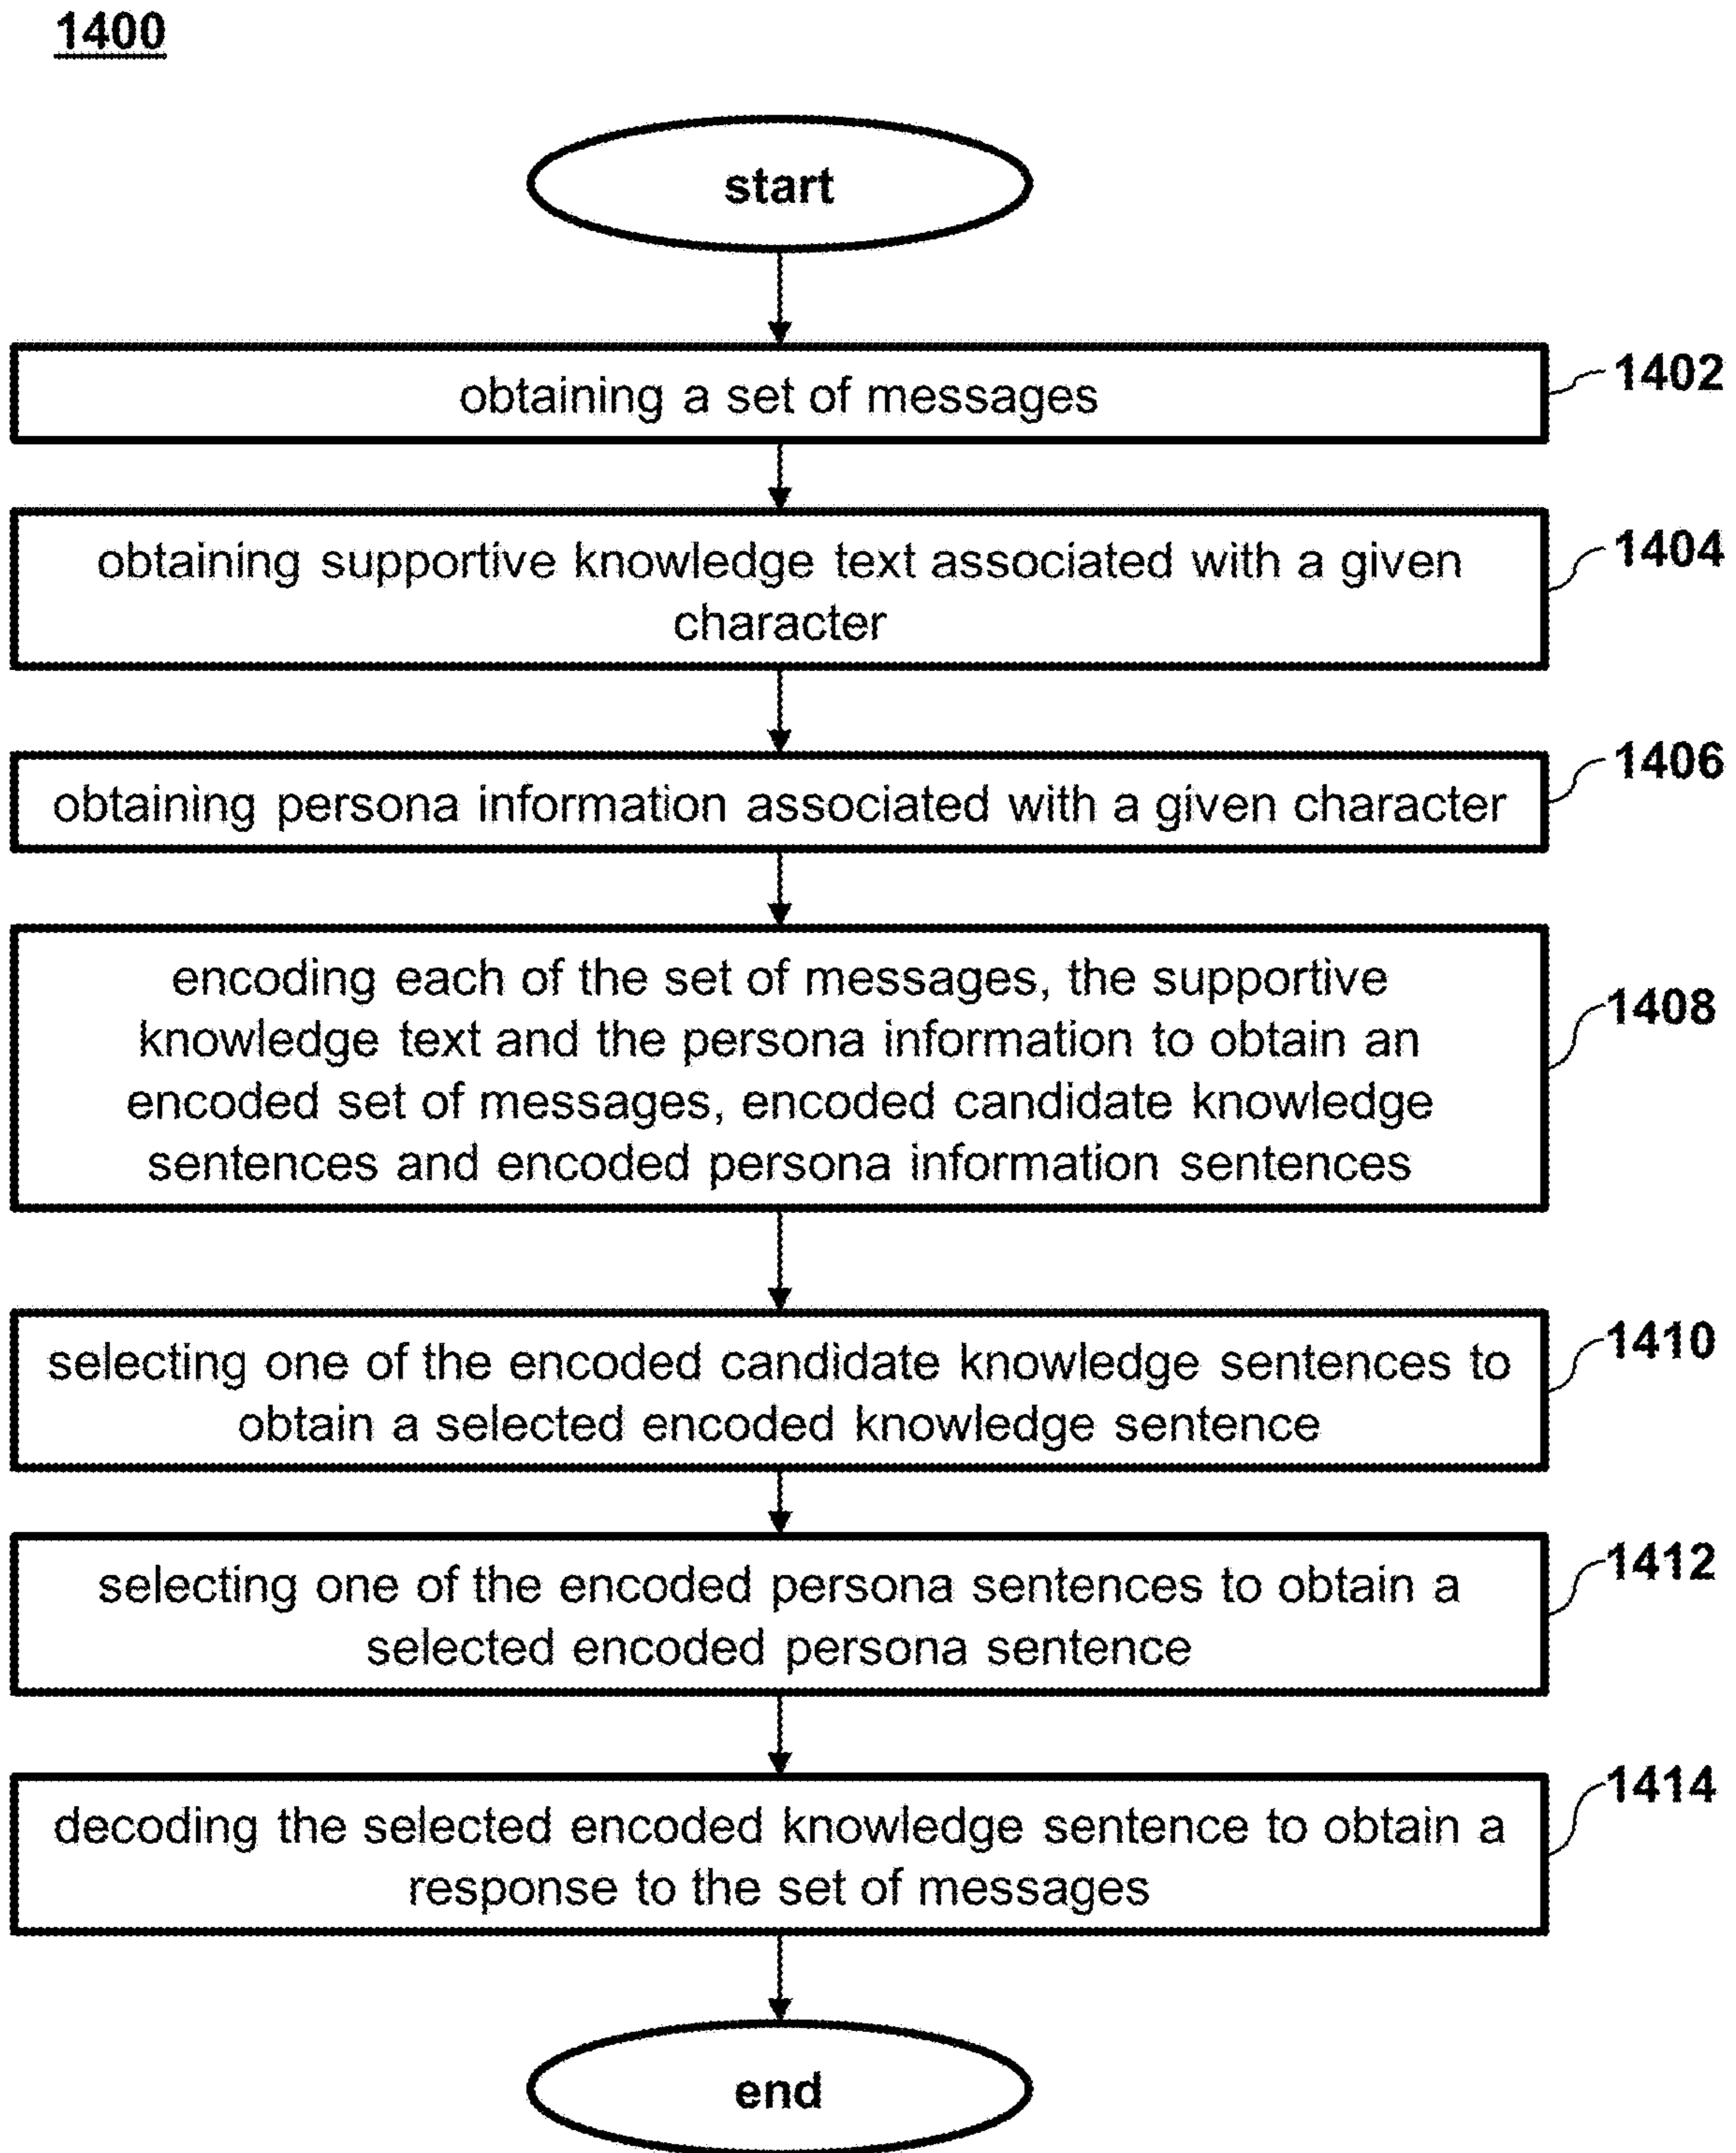 1400
start
obtaining a set of messages
1402
obtaining supportive knowledge text associated with a given
character
1404
obtaining persona information associated with a given character
1406
encoding each of the set of messages, the supportive
knowledge text and the persona information to obtain an
encoded set of messages, encoded candidate knowledge
sentences and encoded persona information sentences
1408
selecting one of the encoded candidate knowledge sentences to
obtain a selected encoded knowledge sentence
1410
selecting one of the encoded persona sentences to obtain a
selected encoded persona sentence
1412
decoding the selected encoded knowledge sentence to obtain a
response to the set of messages
1414
end